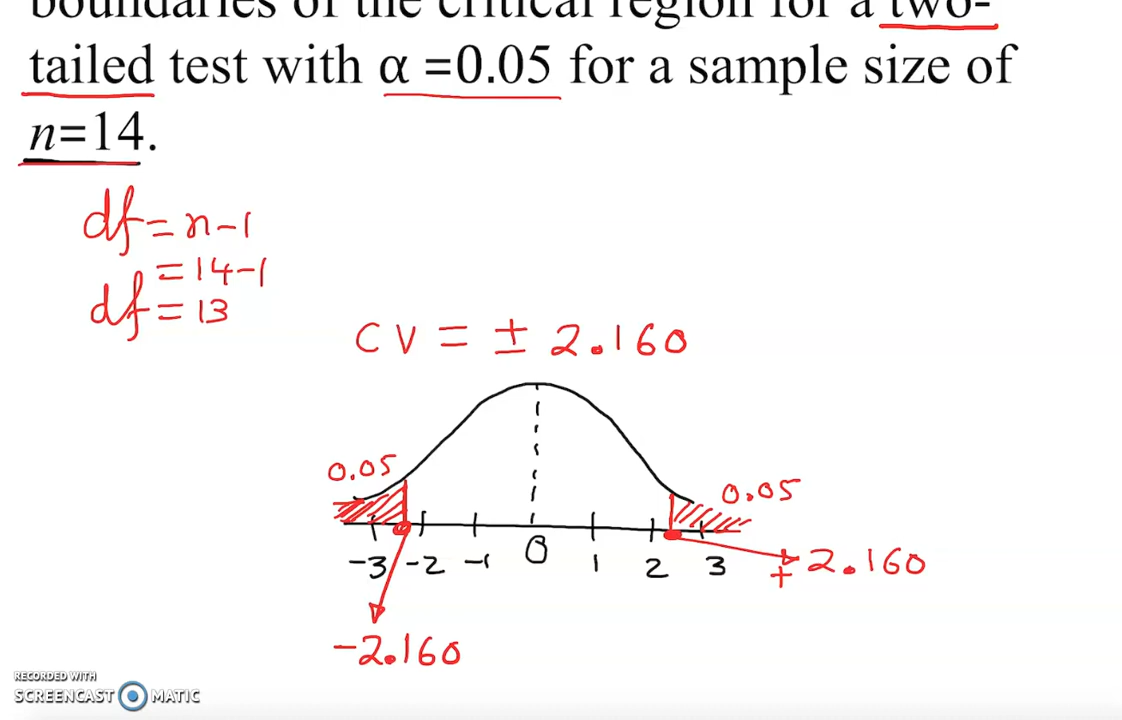 boundaries of the critical region for a two-
tailed test with α =0.05 for a sample size of
n=14.
df = n-1
= 14-1
df = 13
CV = ± 2.160
0.05
0.05
-3 -2 -1 0 1 2 3
+ 2.160
-2.160
RECORDED WITH
SCREENCAST MATIC